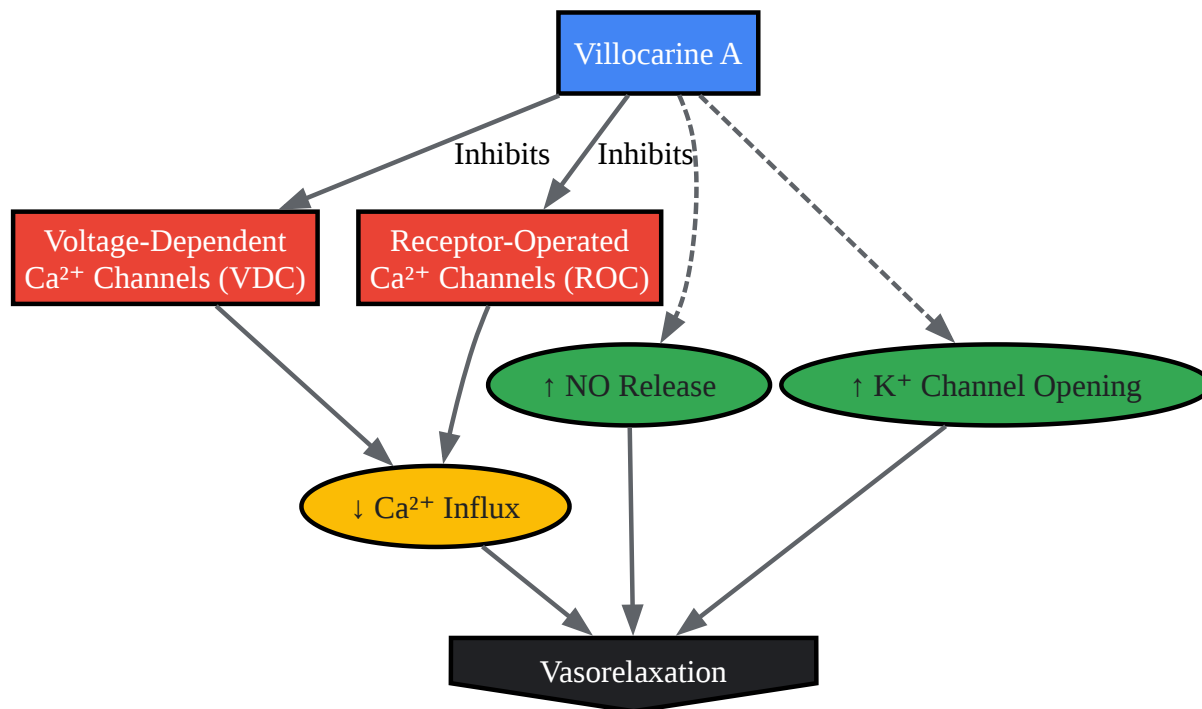 Villocarine A
Inhibits
Inhibits
Voltage-Dependent
Ca²⁺ Channels (VDC)
Receptor-Operated
Ca²⁺ Channels (ROC)
↑ NO Release
↑ K⁺ Channel Opening
↓ Ca²⁺ Influx
Vasorelaxation